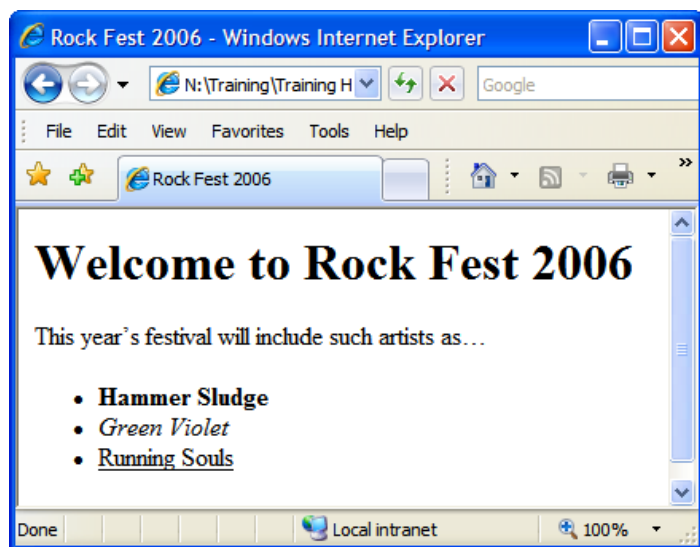 Rock Fest 2006 - Windows Internet Explorer
N:\Training\Training H
Google
File Edit View Favorites Tools Help
Rock Fest 2006
»
Welcome to Rock Fest 2006
This year’s festival will include such artists as…
• Hammer Sludge
• Green Violet
• Running Souls
Done Local intranet 100%